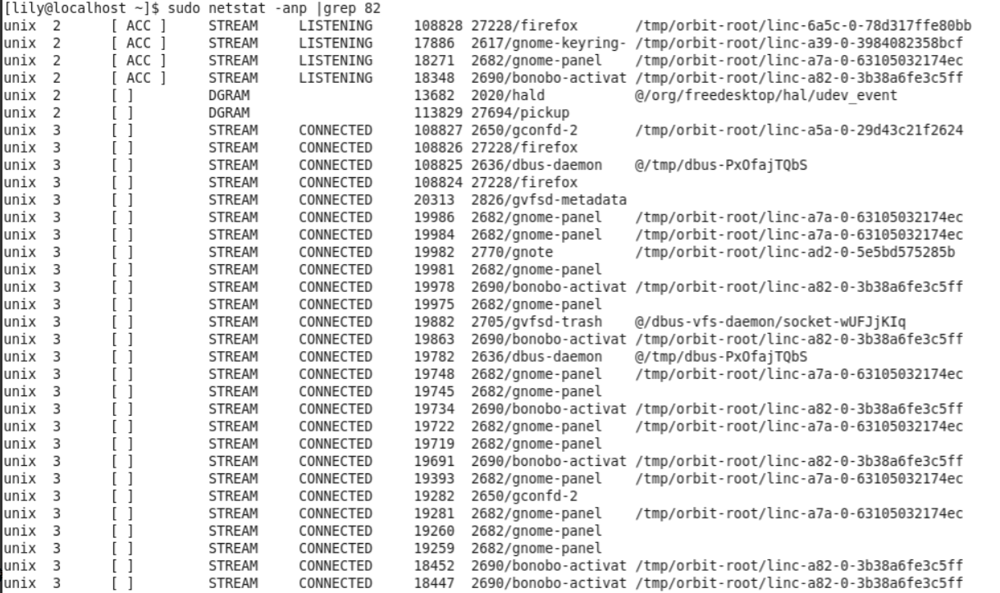 [lily@localhost ~]$ sudo netstat -anp |grep 82
unix  2      [ ACC ]     STREAM     LISTENING     108828 27228/firefox       /tmp/orbit-root/linc-6a5c-0-78d317ffe80bb
unix  2      [ ACC ]     STREAM     LISTENING     17886  2617/gnome-keyring- /tmp/orbit-root/linc-a39-0-3984082358bcf
unix  2      [ ACC ]     STREAM     LISTENING     18271  2682/gnome-panel    /tmp/orbit-root/linc-a7a-0-63105032174ec
unix  2      [ ACC ]     STREAM     LISTENING     18348  2690/bonobo-activat /tmp/orbit-root/linc-a82-0-3b38a6fe3c5ff
unix  2      [ ]         DGRAM                    13682  2020/hald           @/org/freedesktop/hal/udev_event
unix  2      [ ]         DGRAM                    113829 27694/pickup
unix  3      [ ]         STREAM     CONNECTED     108827 2650/gconfd-2       /tmp/orbit-root/linc-a5a-0-29d43c21f2624
unix  3      [ ]         STREAM     CONNECTED     108826 27228/firefox
unix  3      [ ]         STREAM     CONNECTED     108825 2636/dbus-daemon    @/tmp/dbus-PxOfajTQbS
unix  3      [ ]         STREAM     CONNECTED     108824 27228/firefox
unix  3      [ ]         STREAM     CONNECTED     20313  2826/gvfsd-metadata
unix  3      [ ]         STREAM     CONNECTED     19986  2682/gnome-panel    /tmp/orbit-root/linc-a7a-0-63105032174ec
unix  3      [ ]         STREAM     CONNECTED     19984  2682/gnome-panel    /tmp/orbit-root/linc-a7a-0-63105032174ec
unix  3      [ ]         STREAM     CONNECTED     19982  2770/gnote          /tmp/orbit-root/linc-ad2-0-5e5bd575285b
unix  3      [ ]         STREAM     CONNECTED     19981  2682/gnome-panel
unix  3      [ ]         STREAM     CONNECTED     19978  2690/bonobo-activat /tmp/orbit-root/linc-a82-0-3b38a6fe3c5ff
unix  3      [ ]         STREAM     CONNECTED     19975  2682/gnome-panel
unix  3      [ ]         STREAM     CONNECTED     19882  2705/gvfsd-trash    @/dbus-vfs-daemon/socket-wUFJjKIq
unix  3      [ ]         STREAM     CONNECTED     19863  2690/bonobo-activat /tmp/orbit-root/linc-a82-0-3b38a6fe3c5ff
unix  3      [ ]         STREAM     CONNECTED     19782  2636/dbus-daemon    @/tmp/dbus-PxOfajTQbS
unix  3      [ ]         STREAM     CONNECTED     19748  2682/gnome-panel    /tmp/orbit-root/linc-a7a-0-63105032174ec
unix  3      [ ]         STREAM     CONNECTED     19745  2682/gnome-panel
unix  3      [ ]         STREAM     CONNECTED     19734  2690/bonobo-activat /tmp/orbit-root/linc-a82-0-3b38a6fe3c5ff
unix  3      [ ]         STREAM     CONNECTED     19722  2682/gnome-panel    /tmp/orbit-root/linc-a7a-0-63105032174ec
unix  3      [ ]         STREAM     CONNECTED     19719  2682/gnome-panel
unix  3      [ ]         STREAM     CONNECTED     19691  2690/bonobo-activat /tmp/orbit-root/linc-a82-0-3b38a6fe3c5ff
unix  3      [ ]         STREAM     CONNECTED     19393  2682/gnome-panel    /tmp/orbit-root/linc-a7a-0-63105032174ec
unix  3      [ ]         STREAM     CONNECTED     19282  2650/gconfd-2
unix  3      [ ]         STREAM     CONNECTED     19281  2682/gnome-panel    /tmp/orbit-root/linc-a7a-0-63105032174ec
unix  3      [ ]         STREAM     CONNECTED     19260  2682/gnome-panel
unix  3      [ ]         STREAM     CONNECTED     19259  2682/gnome-panel
unix  3      [ ]         STREAM     CONNECTED     18452  2690/bonobo-activat /tmp/orbit-root/linc-a82-0-3b38a6fe3c5ff
unix  3      [ ]         STREAM     CONNECTED     18447  2690/bonobo-activat /tmp/orbit-root/linc-a82-0-3b38a6fe3c5ff